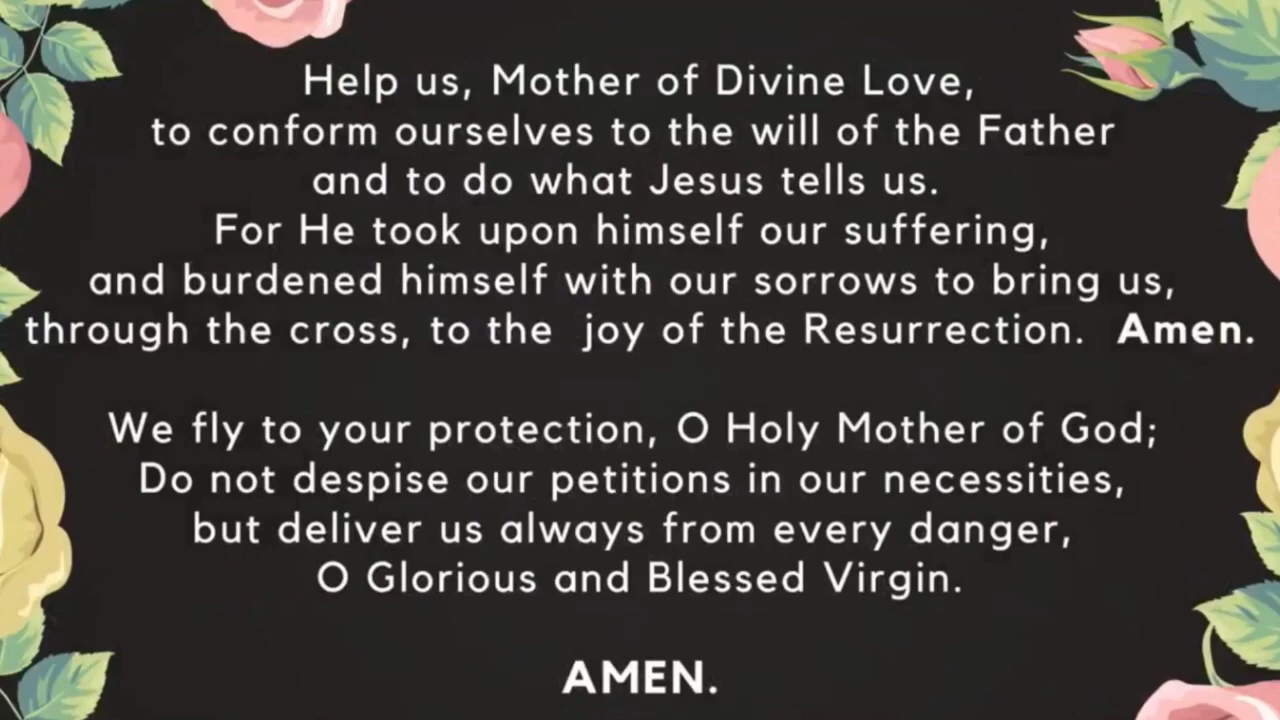 Help us, Mother of Divine Love,
to conform ourselves to the will of the Father
and to do what Jesus tells us.
For He took upon himself our suffering,
and burdened himself with our sorrows to bring us,
through the cross, to the joy of the Resurrection. Amen.
We fly to your protection, O Holy Mother of God;
Do not despise our petitions in our necessities,
but deliver us always from every danger,
O Glorious and Blessed Virgin.
AMEN.